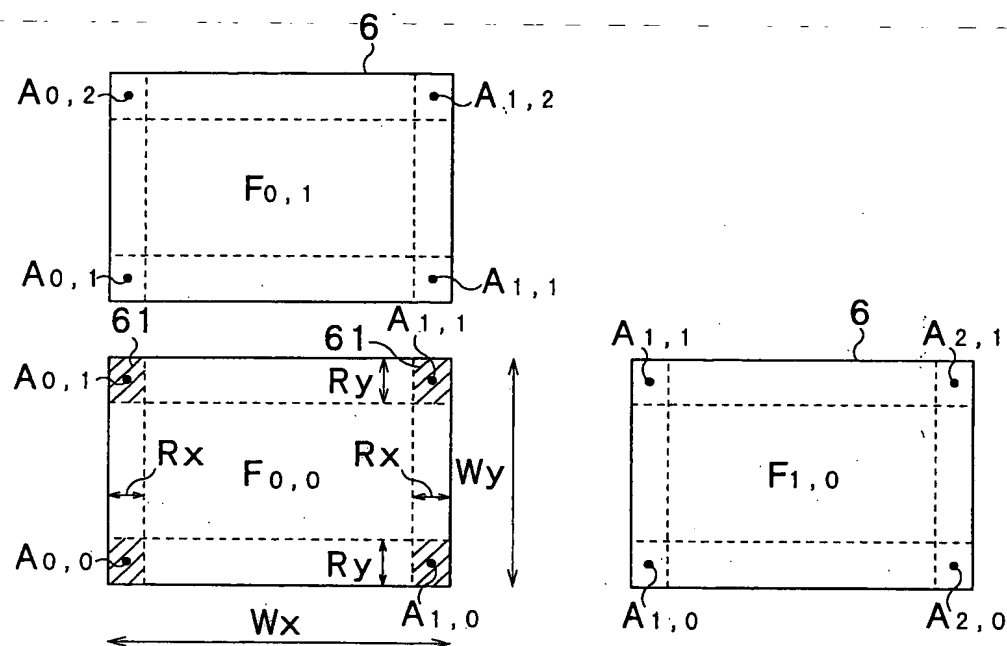 6
A0,2
A1,2
F0,1
A0,1
A1,1
61
61
A1,1
A0,1
Ry
Rx
F0,0
Rx
Wy
A0,0
Ry
A1,0
Wx
6
A1,1
A2,1
F1,0
A1,0
A2,0